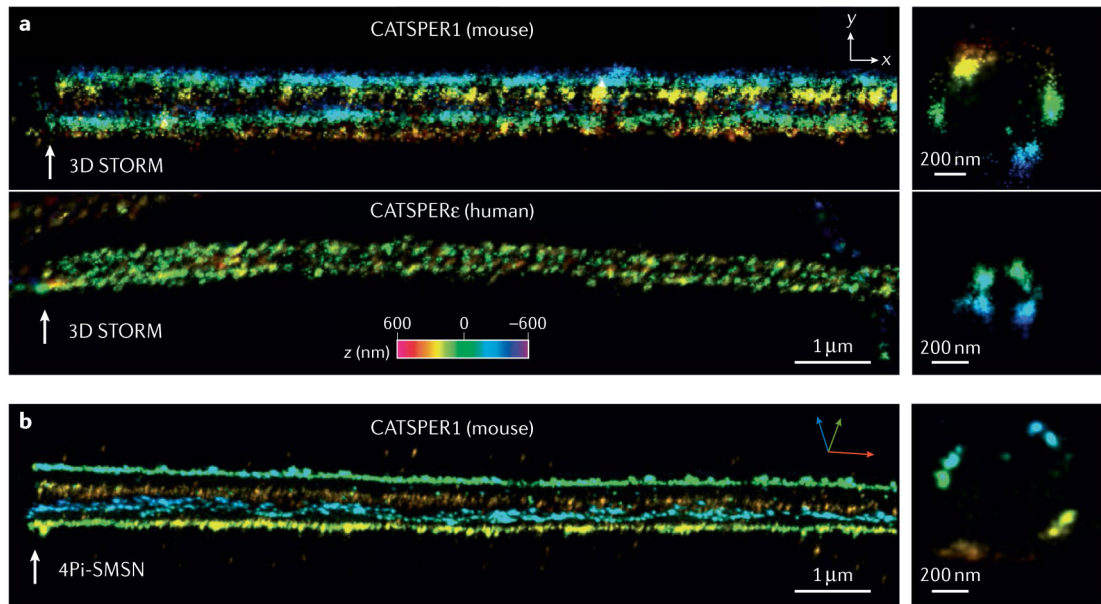 a
CATSPER1 (mouse)
y
x
3D STORM
200 nm
CATSPERε (human)
3D STORM
600 0 −600
z (nm)
1 μm
200 nm
b
CATSPER1 (mouse)
4Pi-SMSN
1 μm
200 nm